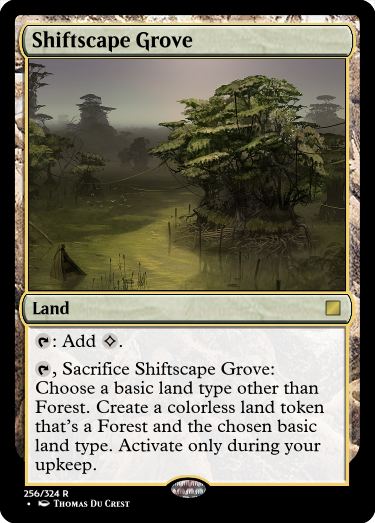 Shiftscape Grove
Land
: Add .
, Sacrifice Shiftscape Grove:
Choose a basic land type other than
Forest. Create a colorless land token
that's a Forest and the chosen basic
land type. Activate only during your
upkeep.
256/324 R
• Thomas Du Crest